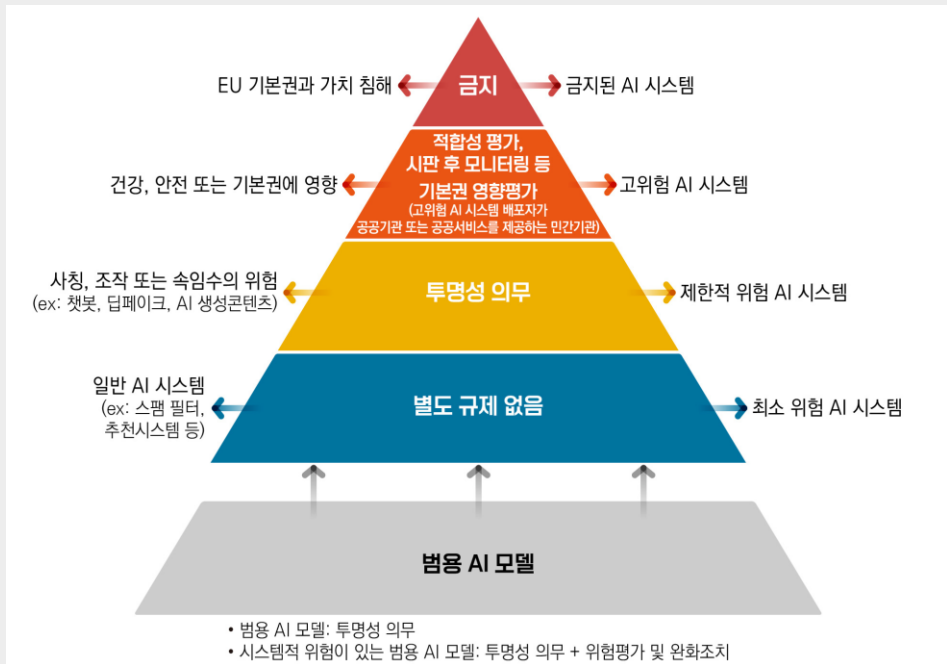 금지
EU 기본권과 가치 침해
금지된 AI 시스템
적합성 평가,
시판 후 모니터링 등
기본권 영향평가
(고위험 AI 시스템 배포자가
공공기관 또는 공공서비스를 제공하는 민간기관)
건강, 안전 또는 기본권에 영향
고위험 AI 시스템
사칭, 조작 또는 속임수의 위험
(ex: 챗봇, 딥페이크, AI 생성콘텐츠)
투명성 의무
제한적 위험 AI 시스템
일반 AI 시스템
(ex: 스팸 필터,
추천시스템 등)
별도 규제 없음
최소 위험 AI 시스템
범용 AI 모델
• 범용 AI 모델: 투명성 의무
• 시스템적 위험이 있는 범용 AI 모델: 투명성 의무 + 위험평가 및 완화조치